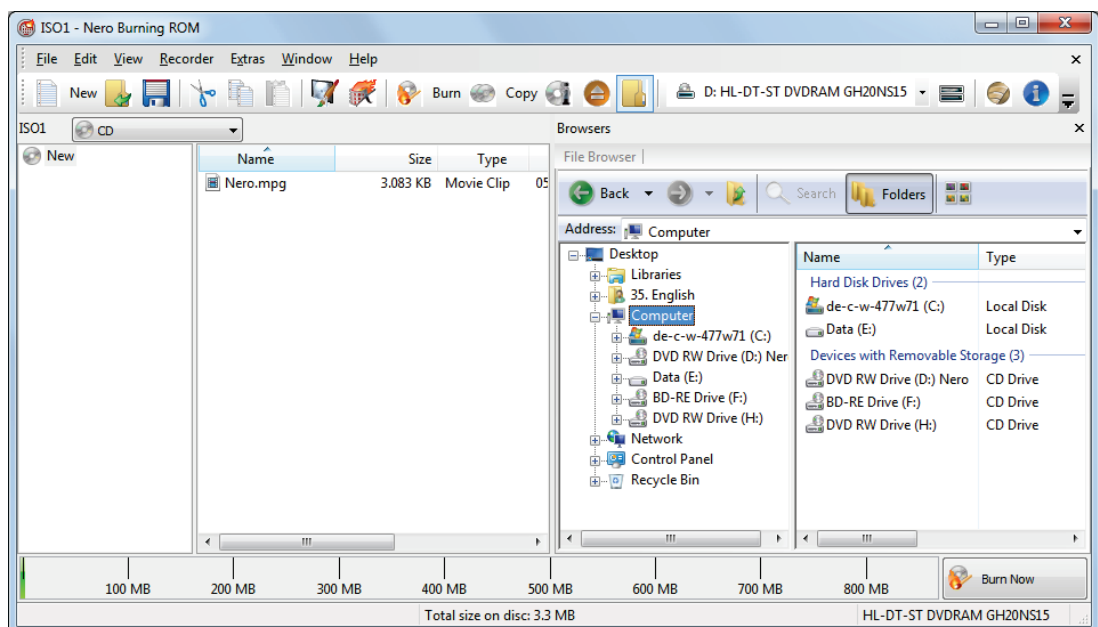 ISO1 - Nero Burning ROM
File Edit View Recorder Extras Window Help
New Burn Copy D: HL-DT-ST DVDRAM GH20NS15
ISO1 CD Browsers
New
Name Size Type
Nero.mpg 3.083 KB Movie Clip 05
File Browser
Back Search Folders
Address: Computer
Desktop
Libraries
35. English
Computer
de-c-w-477w71 (C:)
DVD RW Drive (D:) Ner
Data (E:)
BD-RE Drive (F:)
DVD RW Drive (H:)
Network
Control Panel
Recycle Bin
Name Type
Hard Disk Drives (2)
de-c-w-477w71 (C:) Local Disk
Data (E:) Local Disk
Devices with Removable Storage (3)
DVD RW Drive (D:) Nero CD Drive
BD-RE Drive (F:) CD Drive
DVD RW Drive (H:) CD Drive
100 MB 200 MB 300 MB 400 MB 500 MB 600 MB 700 MB 800 MB Burn Now
Total size on disc: 3.3 MB HL-DT-ST DVDRAM GH20NS15